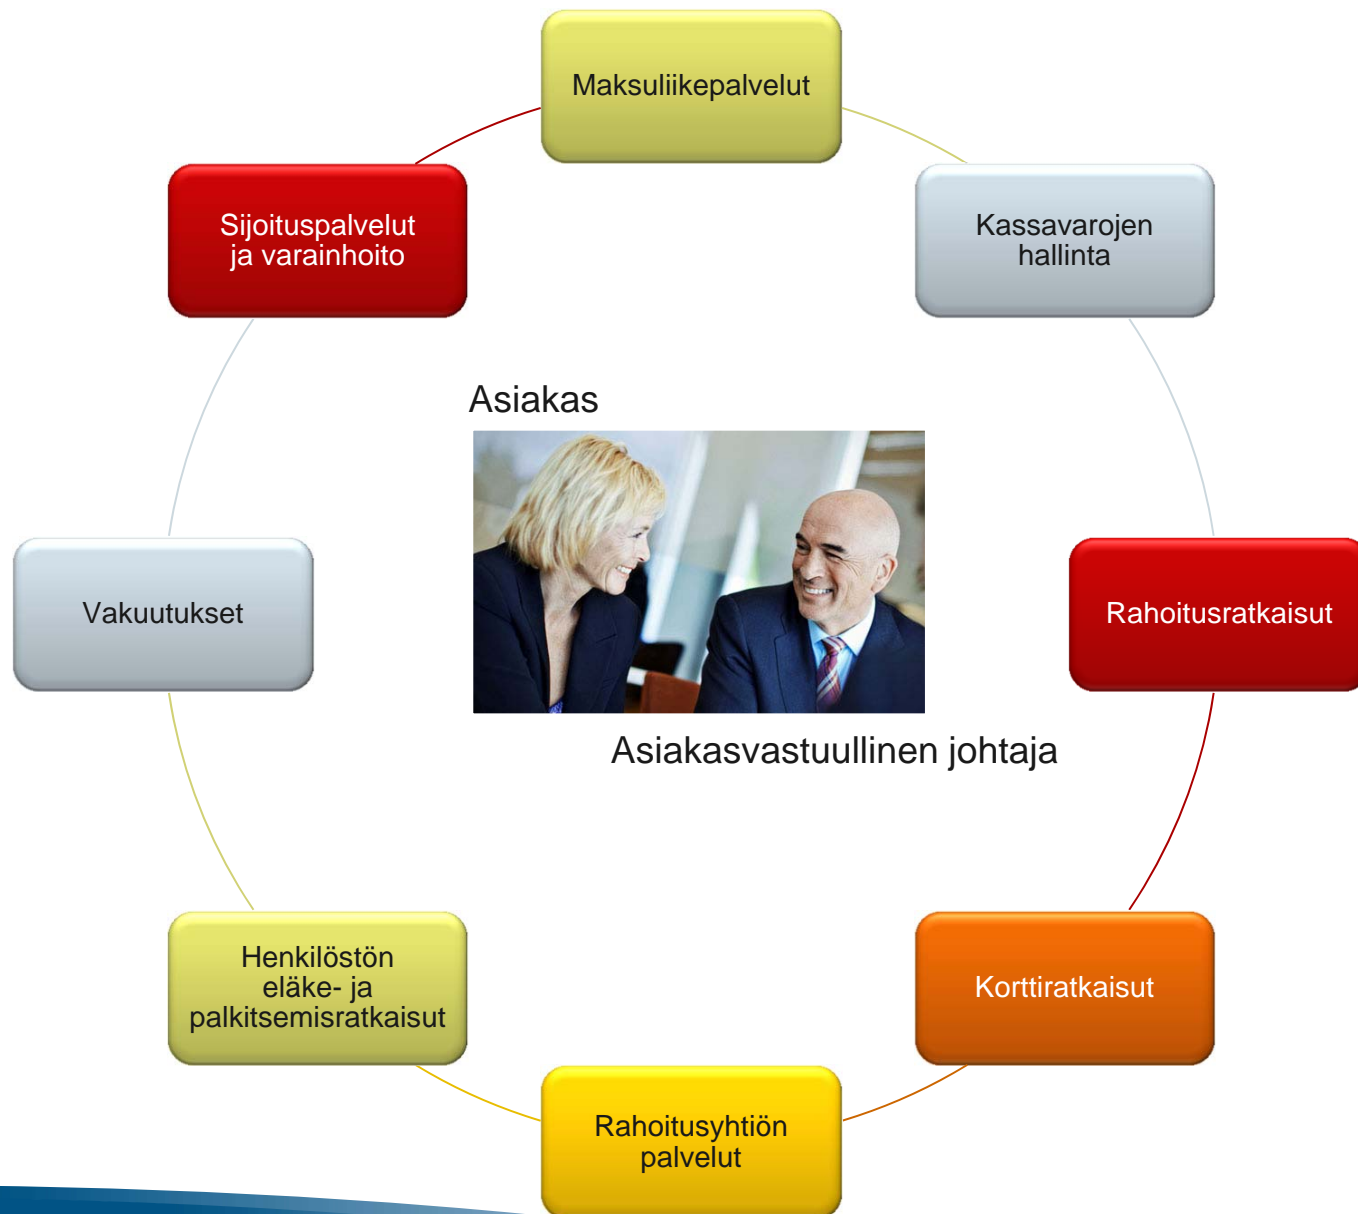 Maksuliikepalvelut
Sijoituspalvelut
ja varainhoito
Kassavarojen
hallinta
Asiakas
Vakuutukset
Rahoitusratkaisut
Asiakasvastuullinen johtaja
Henkilöstön
eläke- ja
palkitsemisratkaisut
Korttiratkaisut
Rahoitusyhtiön
palvelut